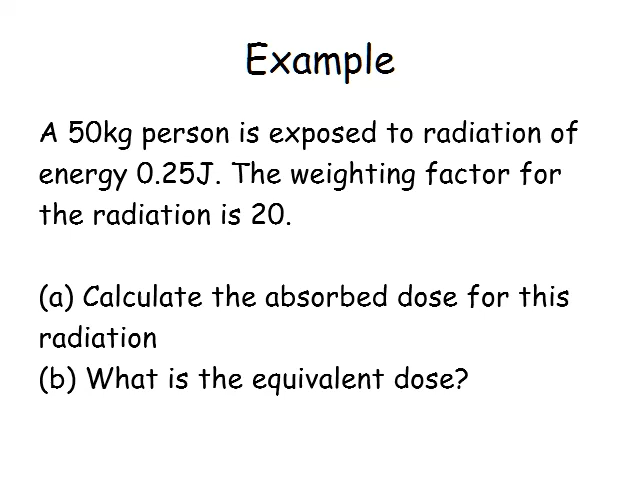 Example
A 50kg person is exposed to radiation of
energy 0.25J. The weighting factor for
the radiation is 20.
(a) Calculate the absorbed dose for this
radiation
(b) What is the equivalent dose?